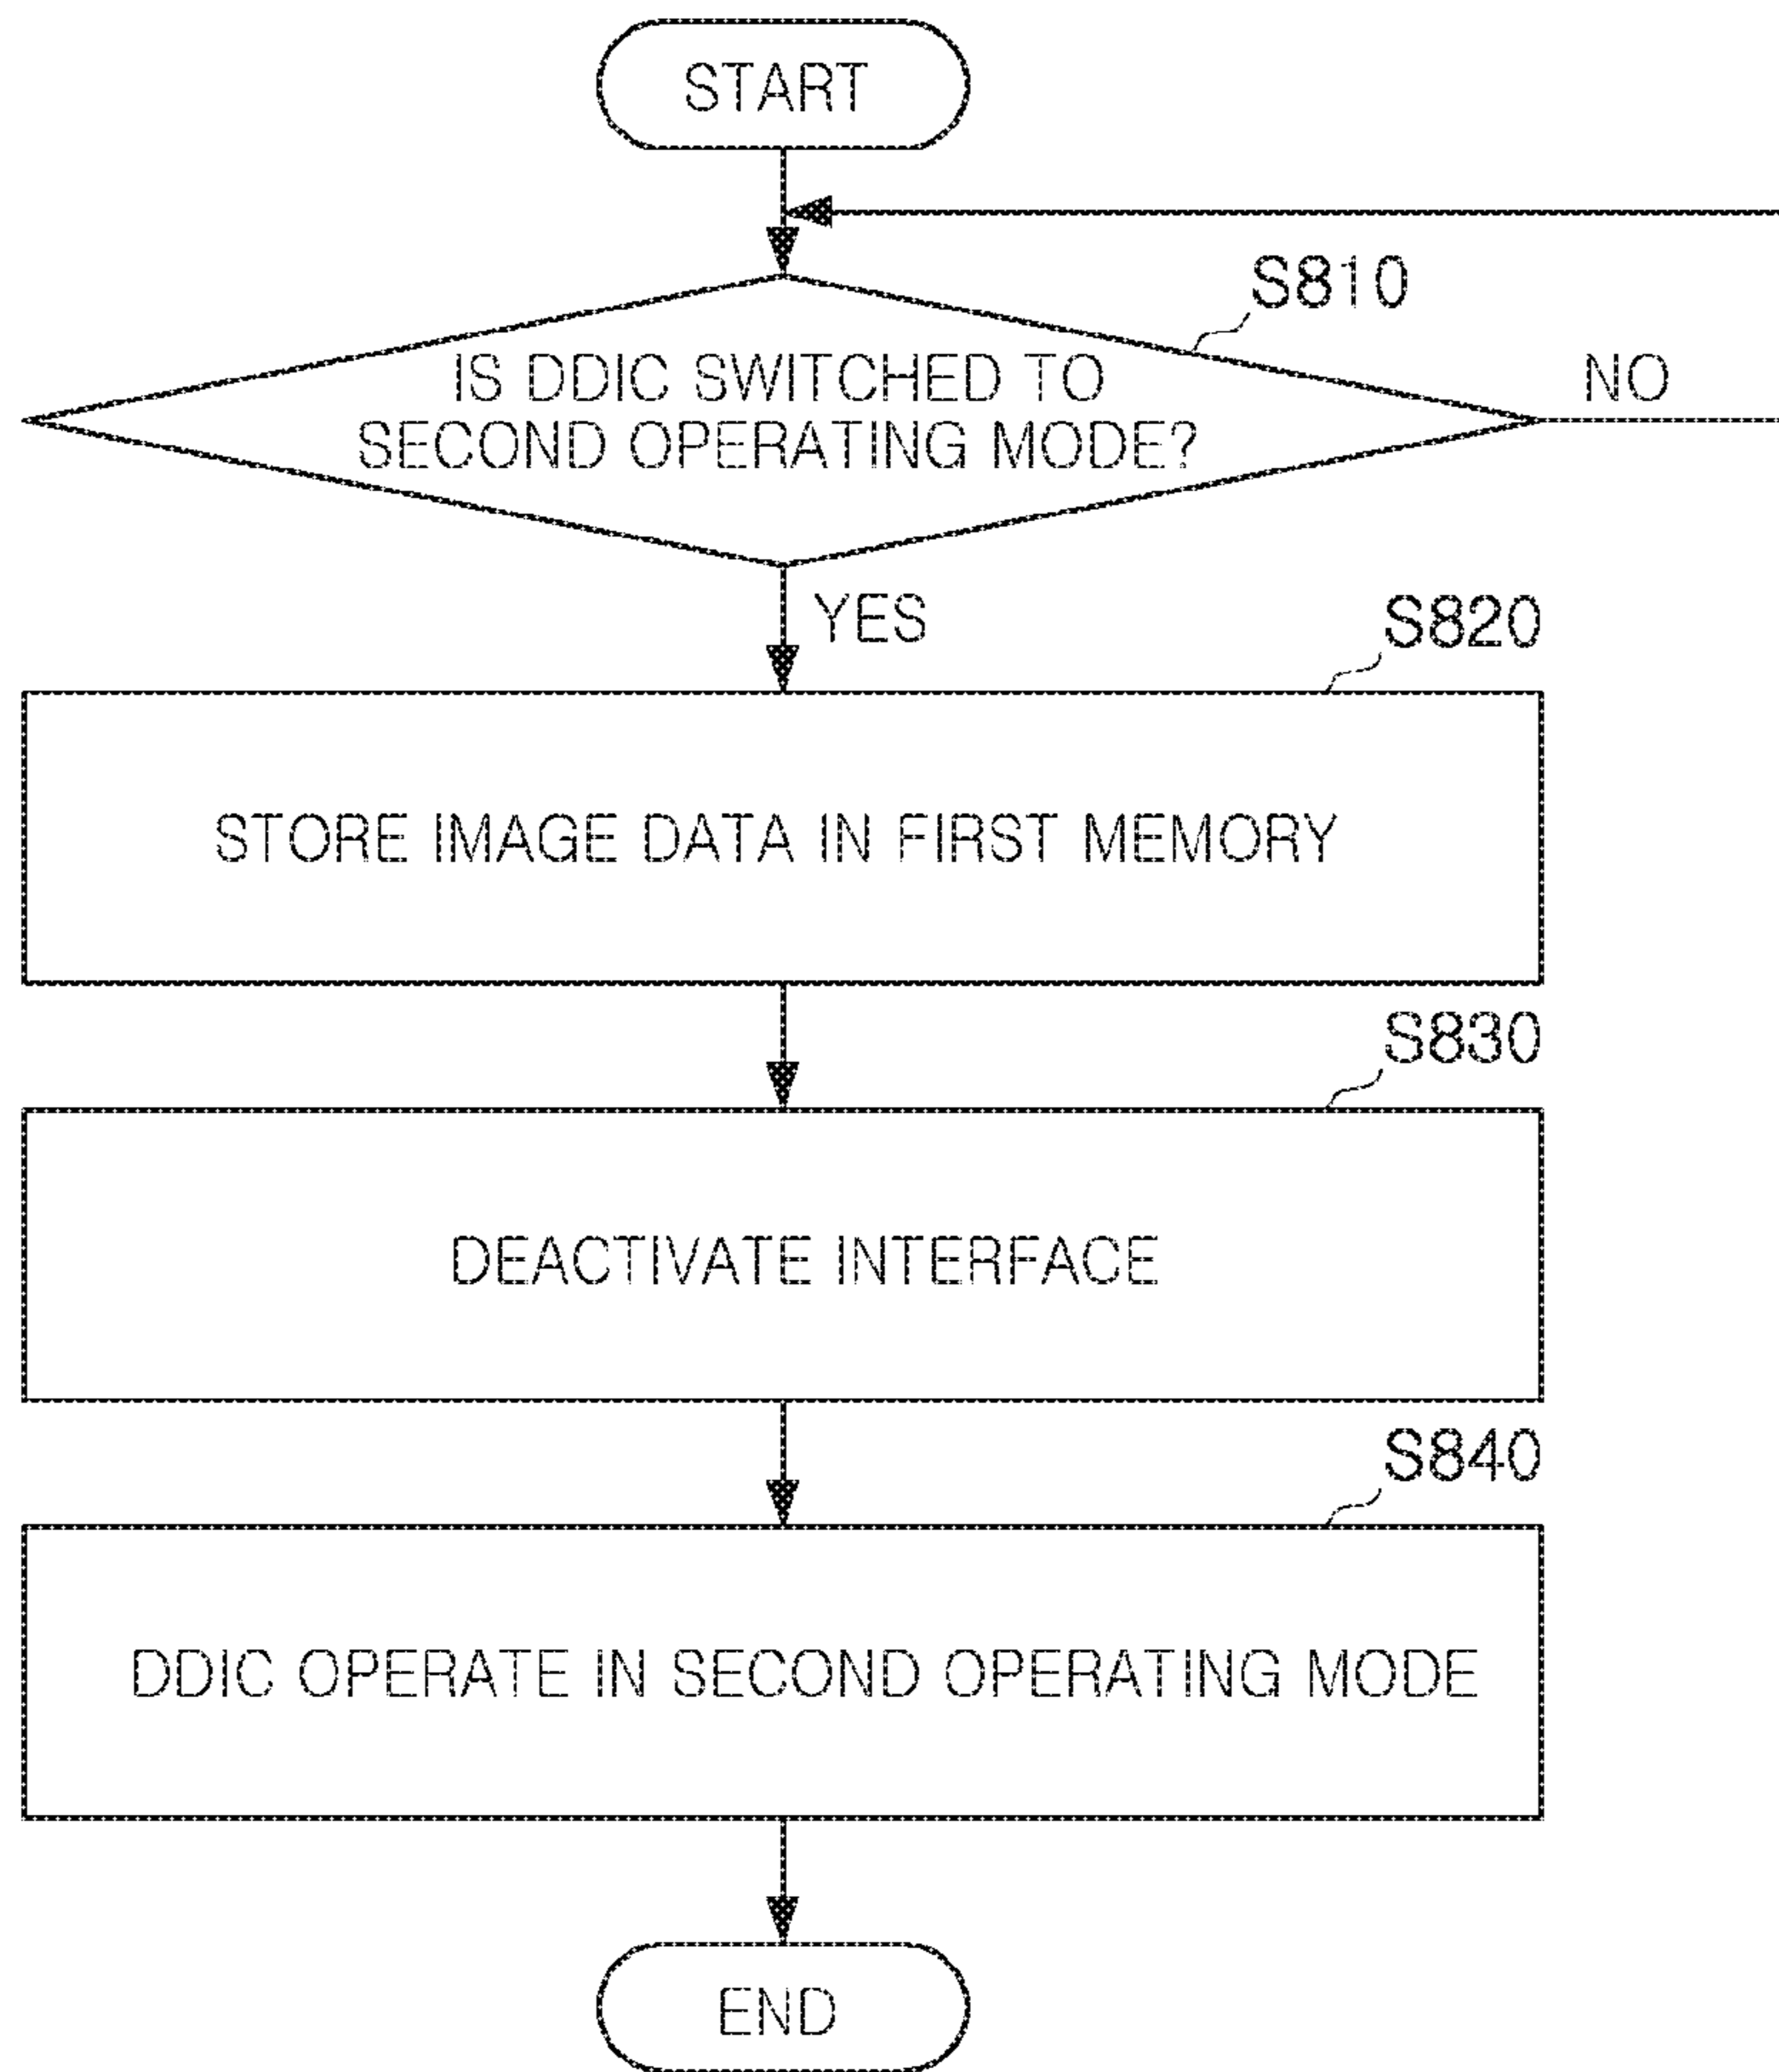 START
S810
IS DDIC SWITCHED TO
SECOND OPERATING MODE?
NO
YES
S820
STORE IMAGE DATA IN FIRST MEMORY
S830
DEACTIVATE INTERFACE
S840
DDIC OPERATE IN SECOND OPERATING MODE
END